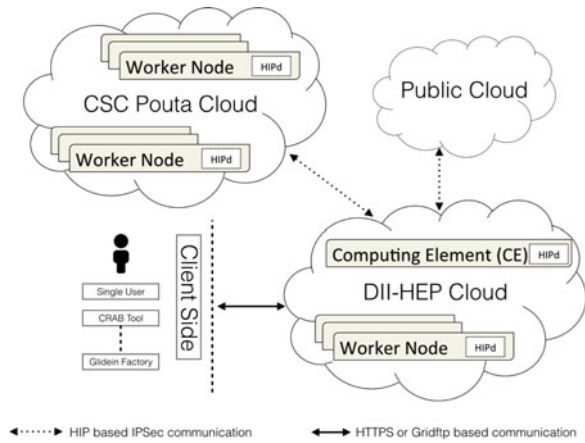 Worker Node HIPd
CSC Pouta Cloud
Worker Node HIPd
Public Cloud
Computing Element (CE) HIPd
DII-HEP Cloud
Worker Node HIPd
Client Side
Single User
CRAB Tool
Glidein Factory
HIP based IPSec communication
HTTPS or Gridftp based communication